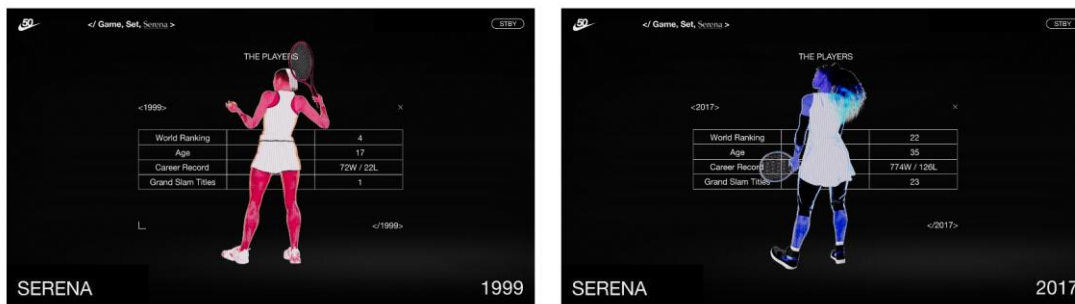 50
</ Game, Set, Serena >
STBY
THE PLAYERS
<1999>
×
World Ranking 4
Age 17
Career Record 72W / 22L
Grand Slam Titles 1
</1999>
SERENA
1999
50
</ Game, Set, Serena >
STBY
THE PLAYERS
<2017>
×
World Ranking 22
Age 35
Career Record 774W / 126L
Grand Slam Titles 23
</2017>
SERENA
2017